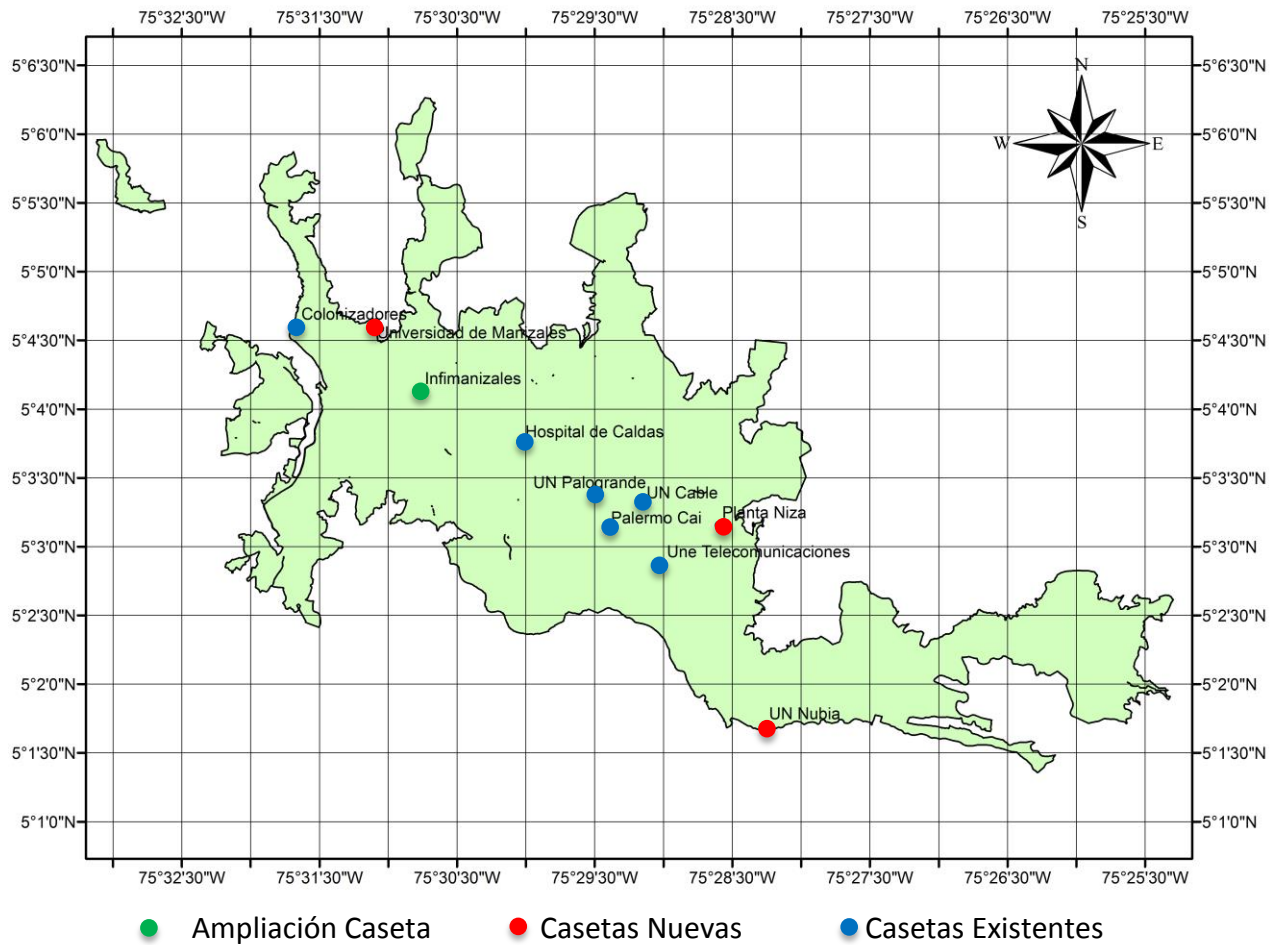 75°32'30"W 75°31'30"W 75°30'30"W 75°29'30"W 75°28'30"W 75°27'30"W 75°26'30"W 75°25'30"W
5°6'30"N 5°6'30"N
N
5°6'0"N 5°6'0"N
W E
5°5'30"N 5°5'30"N
S
5°5'0"N 5°5'0"N
Colonizadores
Universidad de Manizales
5°4'30"N 5°4'30"N
Infimanizales
5°4'0"N 5°4'0"N
Hospital de Caldas
5°3'30"N 5°3'30"N
UN Palogrande
UN Cable
Planta Niza
Palermo Cai
5°3'0"N 5°3'0"N
Une Telecomunicaciones
5°2'30"N 5°2'30"N
5°2'0"N 5°2'0"N
UN Nubia
5°1'30"N 5°1'30"N
5°1'0"N 5°1'0"N
75°32'30"W 75°31'30"W 75°30'30"W 75°29'30"W 75°28'30"W 75°27'30"W 75°26'30"W 75°25'30"W
Ampliación Caseta Casetas Nuevas Casetas Existentes